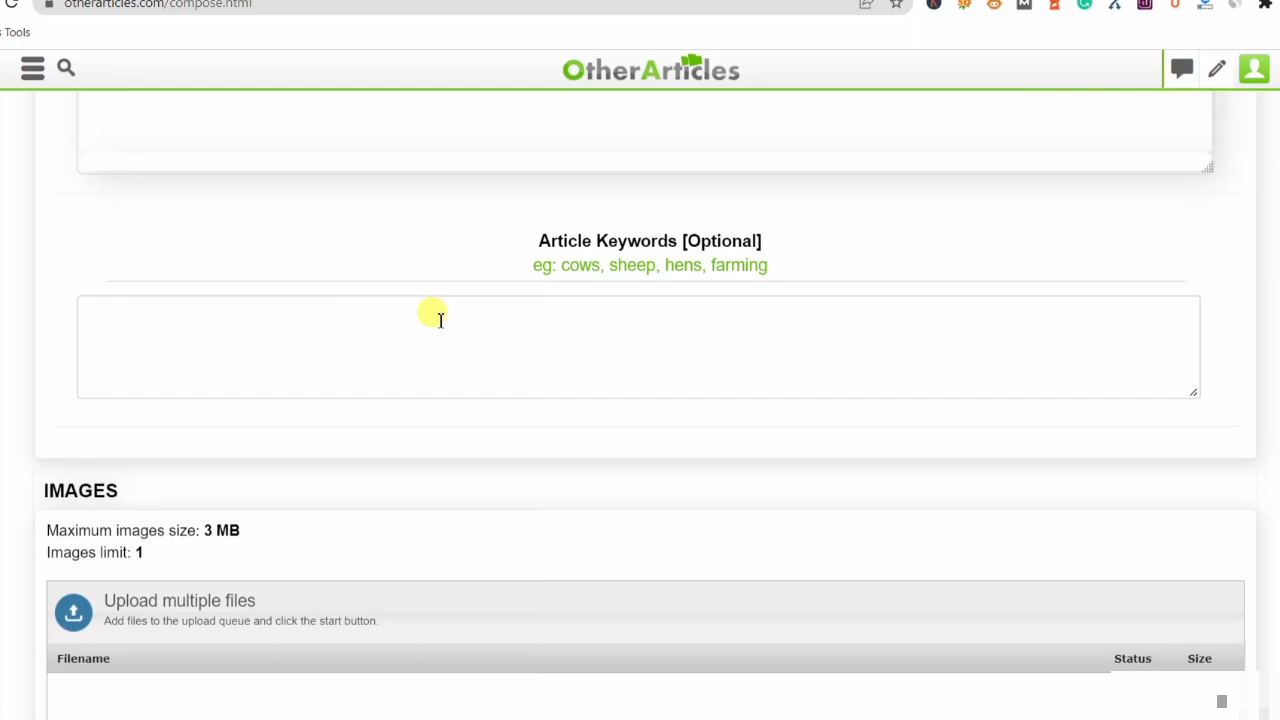 otherarticles.com/compose.html
s Tools
OtherArticles
Article Keywords [Optional]
eg: cows, sheep, hens, farming
IMAGES
Maximum images size: 3 MB
Images limit: 1
Upload multiple files
Add files to the upload queue and click the start button.
Filename Status Size